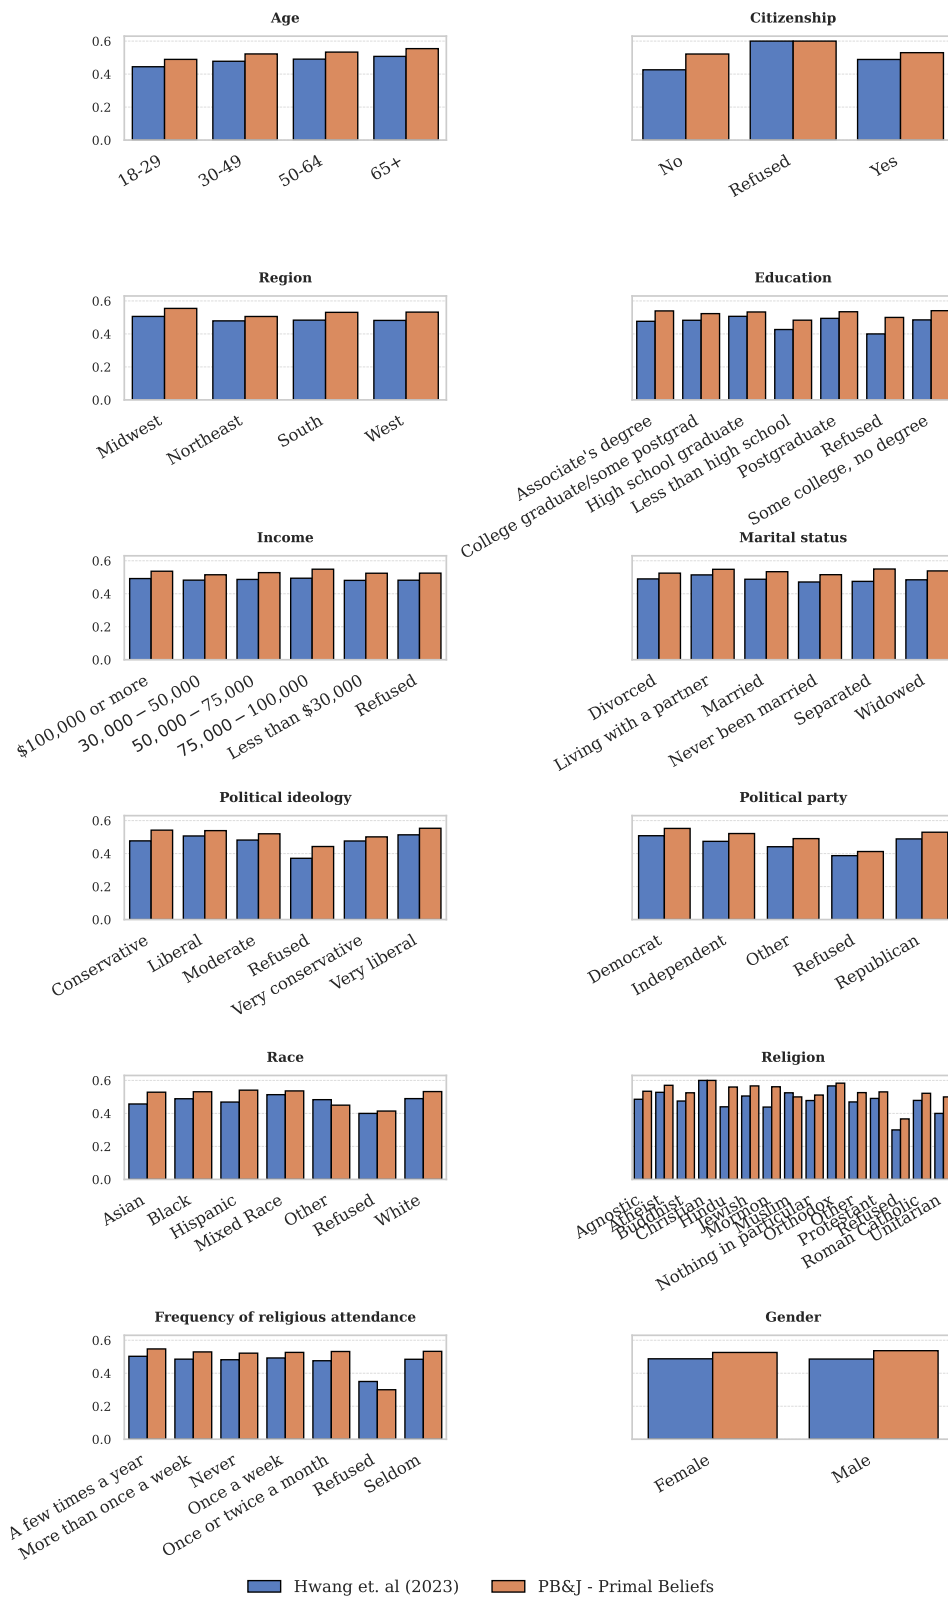 Age
0.6
0.4
0.2
0.0
18-29
30-49
50-64
65+
Citizenship
No
Refused
Yes
Region
0.6
0.4
0.2
0.0
Midwest
Northeast
South
West
Education
Associate's degree
College graduate/some postgrad
High school graduate
Less than high school
Postgraduate
Refused
Some college, no degree
Income
0.6
0.4
0.2
0.0
$100,000 or more
30,000 − 50,000
50,000 − 75,000
75,000 − 100,000
Less than $30,000
Refused
Marital status
Divorced
Living with a partner
Married
Never been married
Separated
Widowed
Political ideology
0.6
0.4
0.2
0.0
Conservative
Liberal
Moderate
Refused
Very conservative
Very liberal
Political party
Democrat
Independent
Other
Refused
Republican
Race
0.6
0.4
0.2
0.0
Asian
Black
Hispanic
Mixed Race
Other
Refused
White
Religion
Agnostic
Atheist
Buddhist
Christian
Hindu
Jewish
Mormon
Muslim
Nothing in particular
Orthodox
Other
Protestant
Refused
Roman Catholic
Unitarian
Frequency of religious attendance
0.6
0.4
0.2
0.0
A few times a year
More than once a week
Never
Once a week
Once or twice a month
Refused
Seldom
Gender
Female
Male
Hwang et. al (2023)
PB&J - Primal Beliefs